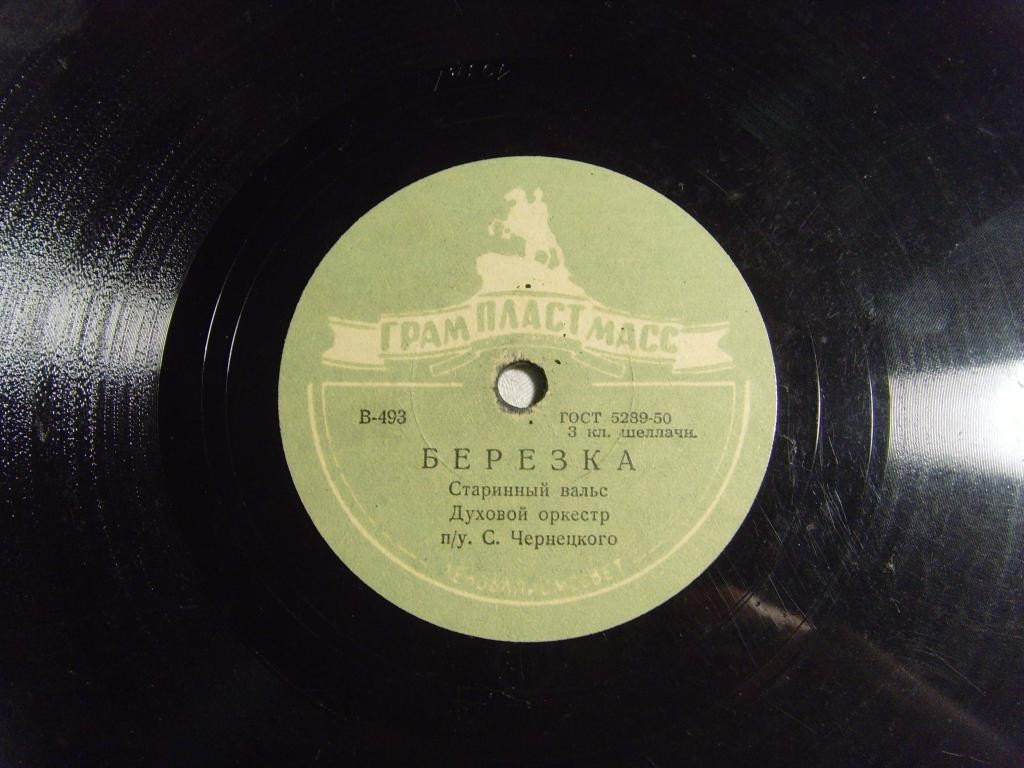 ГРАМ ПЛАСТ МАСС
В-493
ГОСТ 5289-50
3 кл. шеллачн.
БЕРЕЗКА
Старинный вальс
Духовой оркестр
п/у. С. Чернецкого